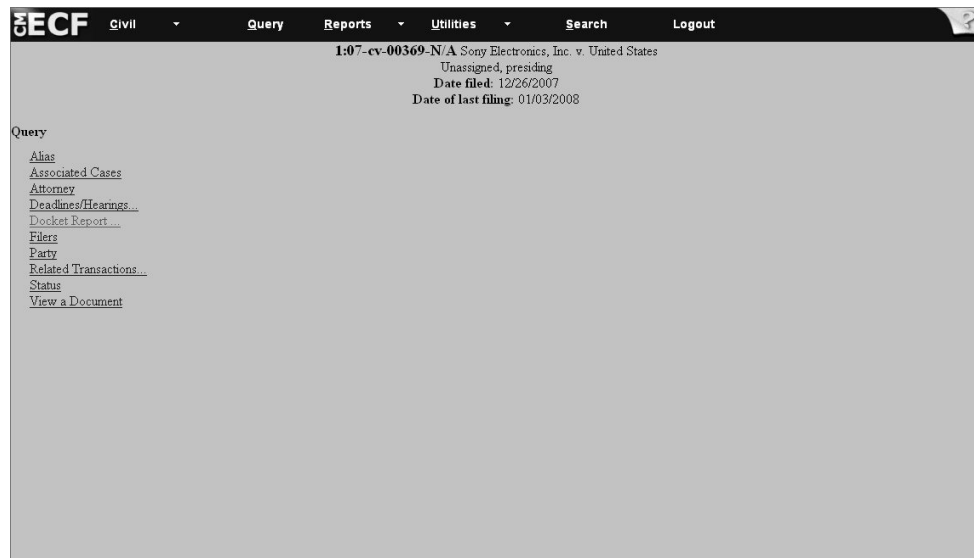 CM ECF Civil Query Reports Utilities Search Logout ?
1:07-cv-00369-N/A Sony Electronics, Inc. v. United States
Unassigned, presiding
Date filed: 12/26/2007
Date of last filing: 01/03/2008
Query
Alias
Associated Cases
Attorney
Deadlines/Hearings...
Docket Report ...
Filers
Party
Related Transactions...
Status
View a Document